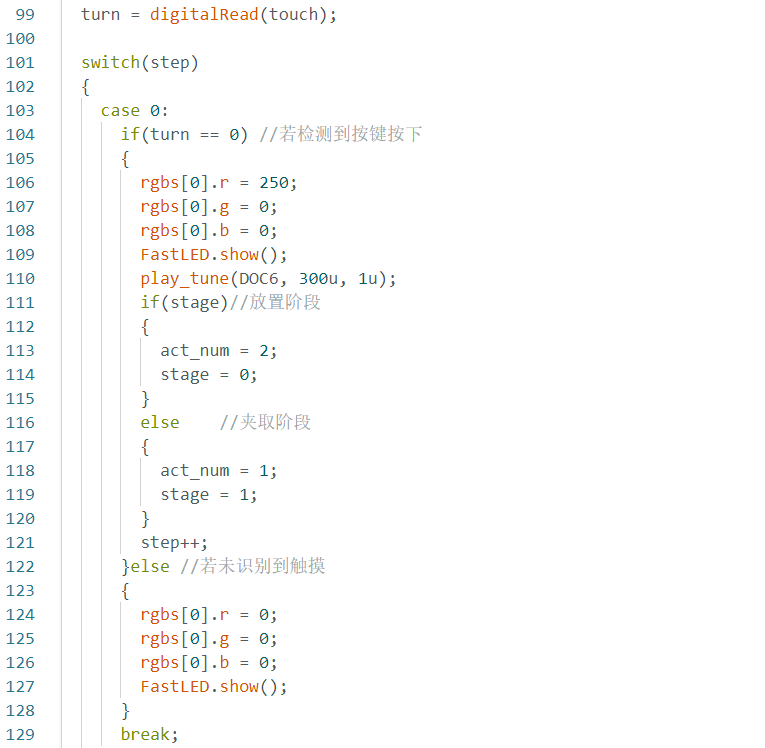 99 turn = digitalRead(touch);
100
101 switch(step)
102 {
103 case 0:
104 if(turn == 0) //若检测到按键按下
105 {
106 rgbs[0].r = 250;
107 rgbs[0].g = 0;
108 rgbs[0].b = 0;
109 FastLED.show();
110 play_tune(DOC6, 300u, 1u);
111 if(stage)//放置阶段
112 {
113 act_num = 2;
114 stage = 0;
115 }
116 else    //夹取阶段
117 {
118 act_num = 1;
119 stage = 1;
120 }
121 step++;
122 }else //若未识别到触摸
123 {
124 rgbs[0].r = 0;
125 rgbs[0].g = 0;
126 rgbs[0].b = 0;
127 FastLED.show();
128 }
129 break;